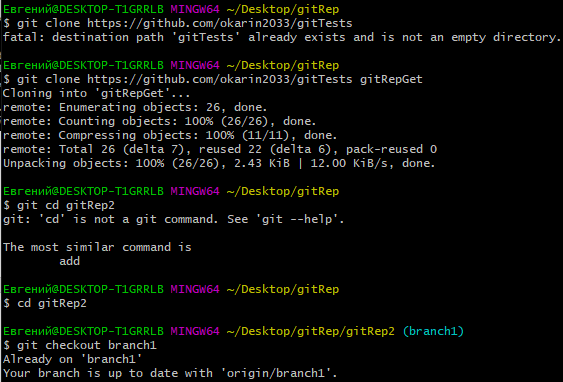 Евгений@DESKTOP-T1GRRLB MINGW64 ~/Desktop/gitRep
$ git clone https://github.com/okarin2033/gitTests
fatal: destination path 'gitTests' already exists and is not an empty directory.
Евгений@DESKTOP-T1GRRLB MINGW64 ~/Desktop/gitRep
$ git clone https://github.com/okarin2033/gitTests gitRepGet
Cloning into 'gitRepGet'...
remote: Enumerating objects: 26, done.
remote: Counting objects: 100% (26/26), done.
remote: Compressing objects: 100% (11/11), done.
remote: Total 26 (delta 7), reused 22 (delta 6), pack-reused 0
Unpacking objects: 100% (26/26), 2.43 KiB | 12.00 KiB/s, done.
Евгений@DESKTOP-T1GRRLB MINGW64 ~/Desktop/gitRep
$ git cd gitRep2
git: 'cd' is not a git command. See 'git --help'.
The most similar command is
add
Евгений@DESKTOP-T1GRRLB MINGW64 ~/Desktop/gitRep
$ cd gitRep2
Евгений@DESKTOP-T1GRRLB MINGW64 ~/Desktop/gitRep/gitRep2 (branch1)
$ git checkout branch1
Already on 'branch1'
Your branch is up to date with 'origin/branch1'.